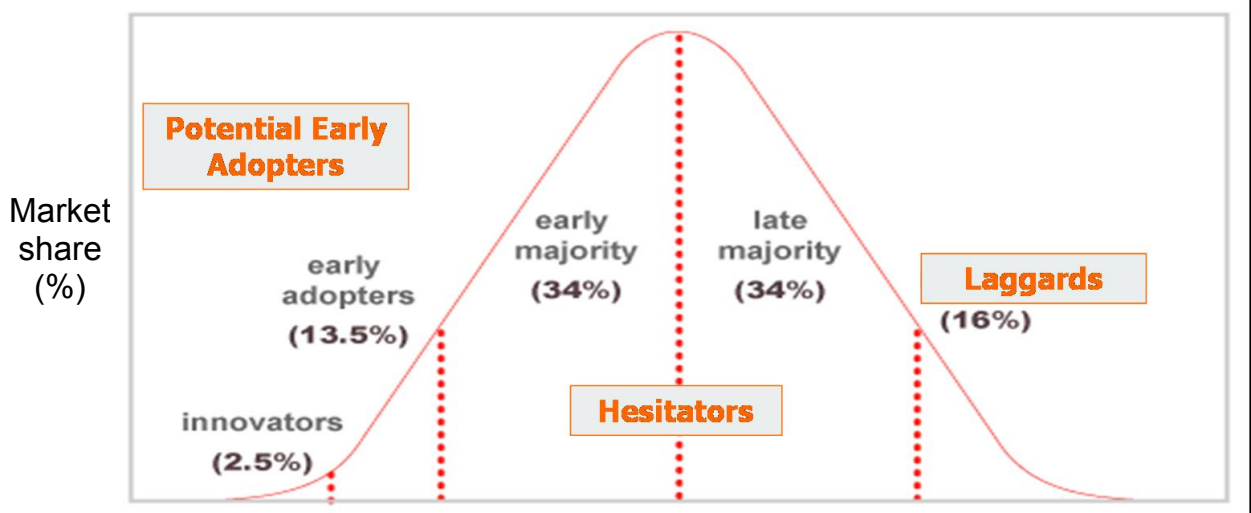 Market
share
(%)
Potential Early
Adopters
innovators
(2.5%)
early
adopters
(13.5%)
early
majority
(34%)
late
majority
(34%)
Hesitators
Laggards
(16%)